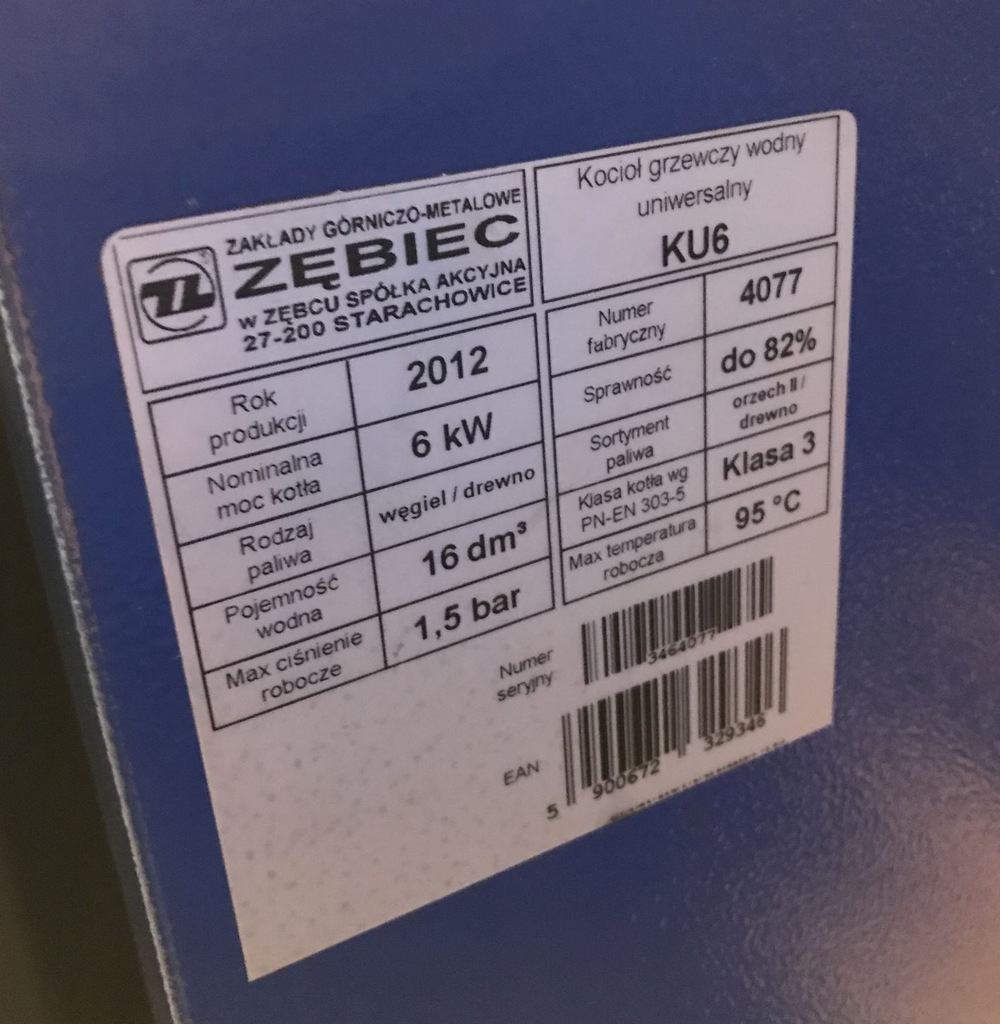 ZAKŁADY GÓRNICZO-METALOWE
ZĘBIEC
w ZĘBCU SPÓŁKA AKCYJNA
27-200 STARACHOWICE
Kocioł grzewczy wodny
uniwersalny
KU6
Rok
produkcji
2012
Nominalna
moc kotła
6 kW
Rodzaj
paliwa
węgiel / drewno
Pojemność
wodna
16 dm³
Max ciśnienie
robocze
1,5 bar
Numer
fabryczny
4077
Sprawność
do 82%
Sortyment
paliwa
orzech II /
drewno
Klasa kotła wg
PN-EN 303-5
Klasa 3
Max temperatura
robocza
95 °C
Numer
seryjny
3464077
EAN
5 900672 329346